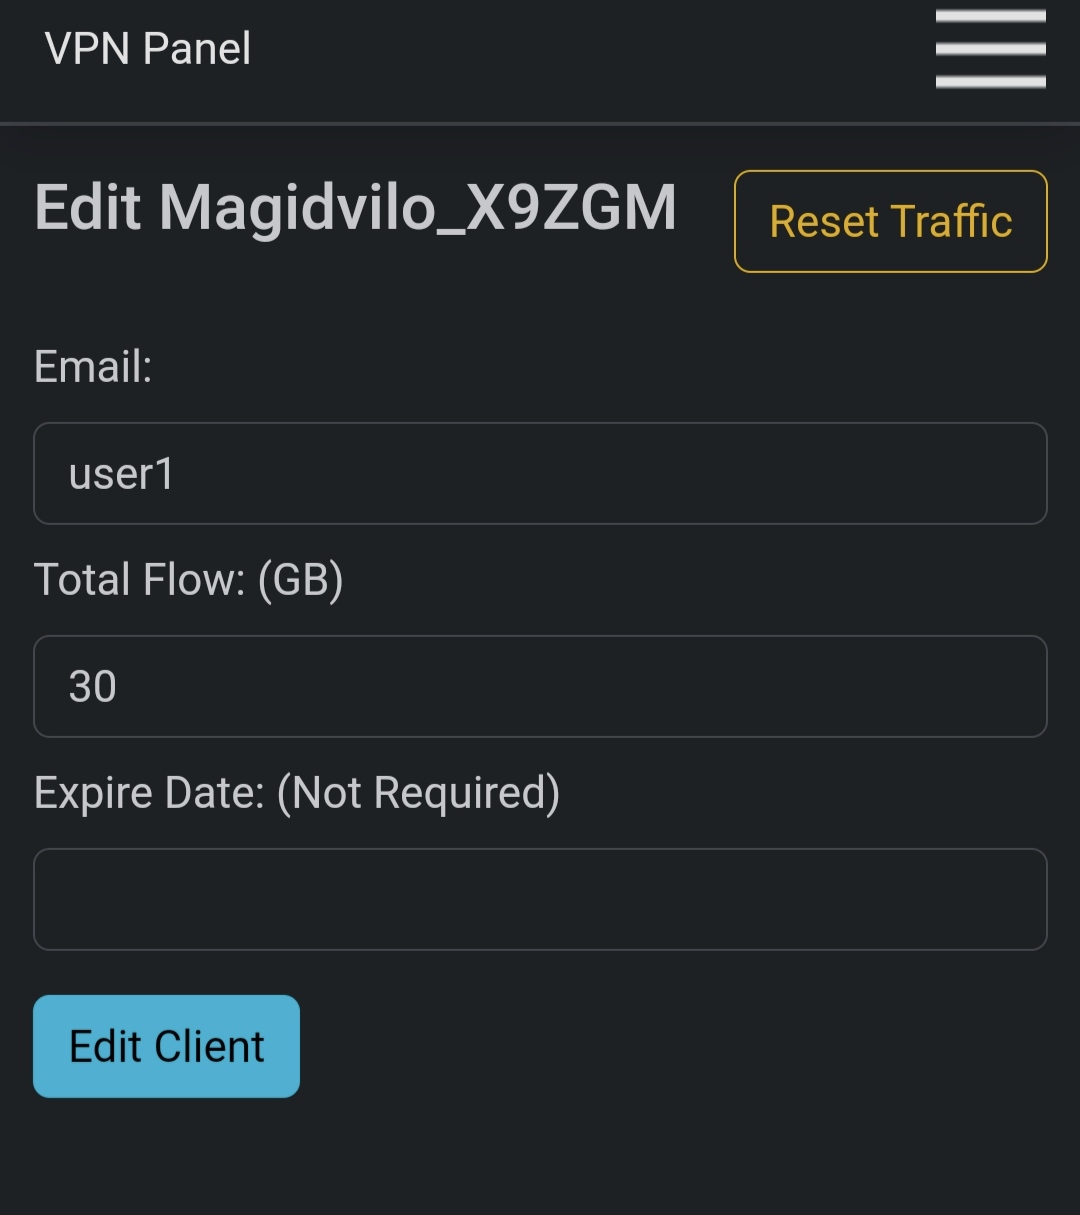 VPN Panel
Edit Magidvilo_X9ZGM
Reset Traffic
Email:
user1
Total Flow: (GB)
30
Expire Date: (Not Required)
Edit Client